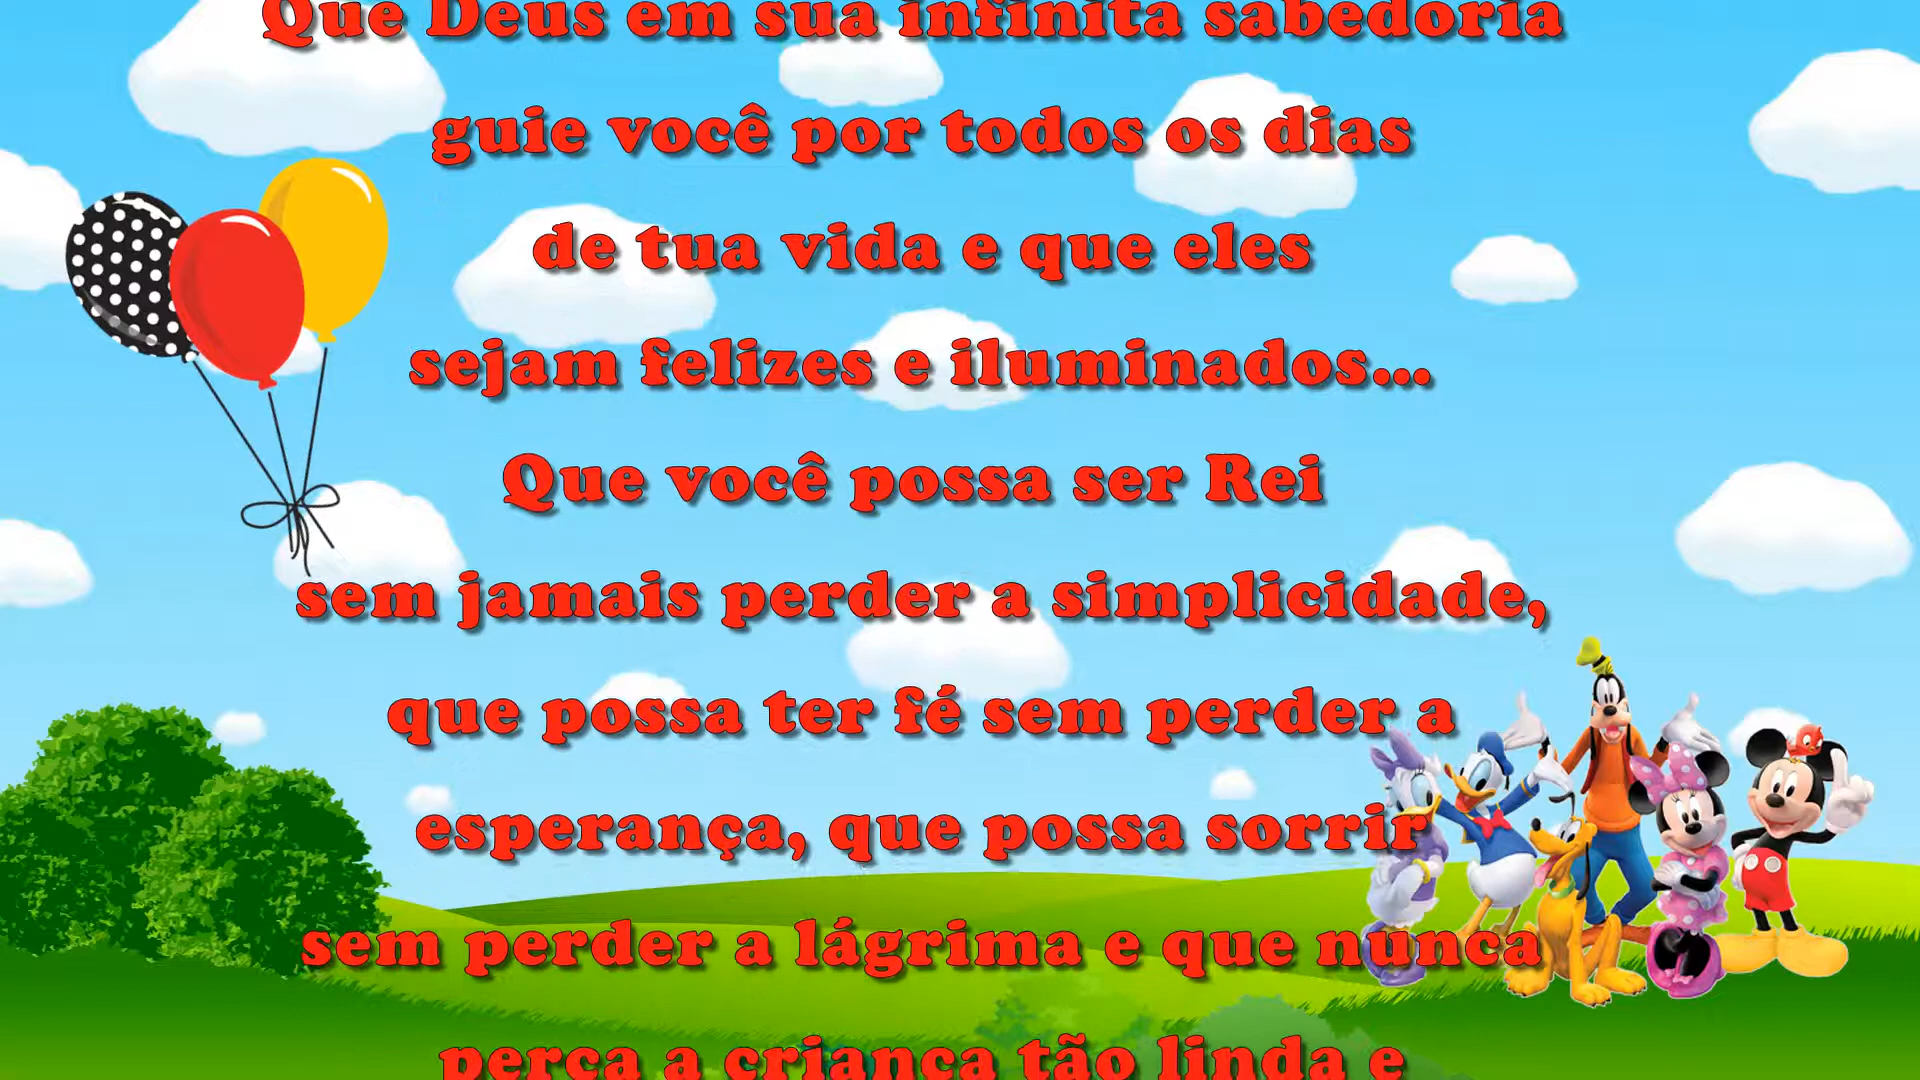 Que Deus em sua infinita sabedoria
guie você por todos os dias
de tua vida e que eles
sejam felizes e iluminados...
Que você possa ser Rei
sem jamais perder a simplicidade,
que possa ter fé sem perder a
esperança, que possa sorrir
sem perder a lágrima e que nunca
perca a criança tão linda e